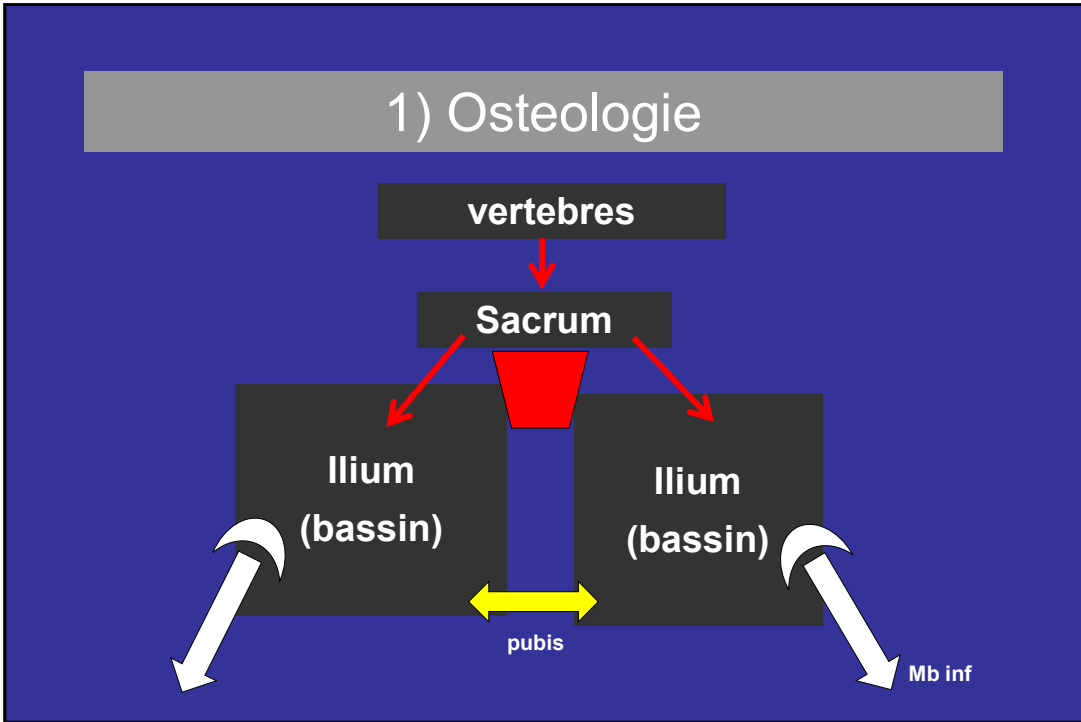 1) Osteologie
vertebres
Sacrum
Ilium
(bassin)
Ilium
(bassin)
pubis
Mb inf